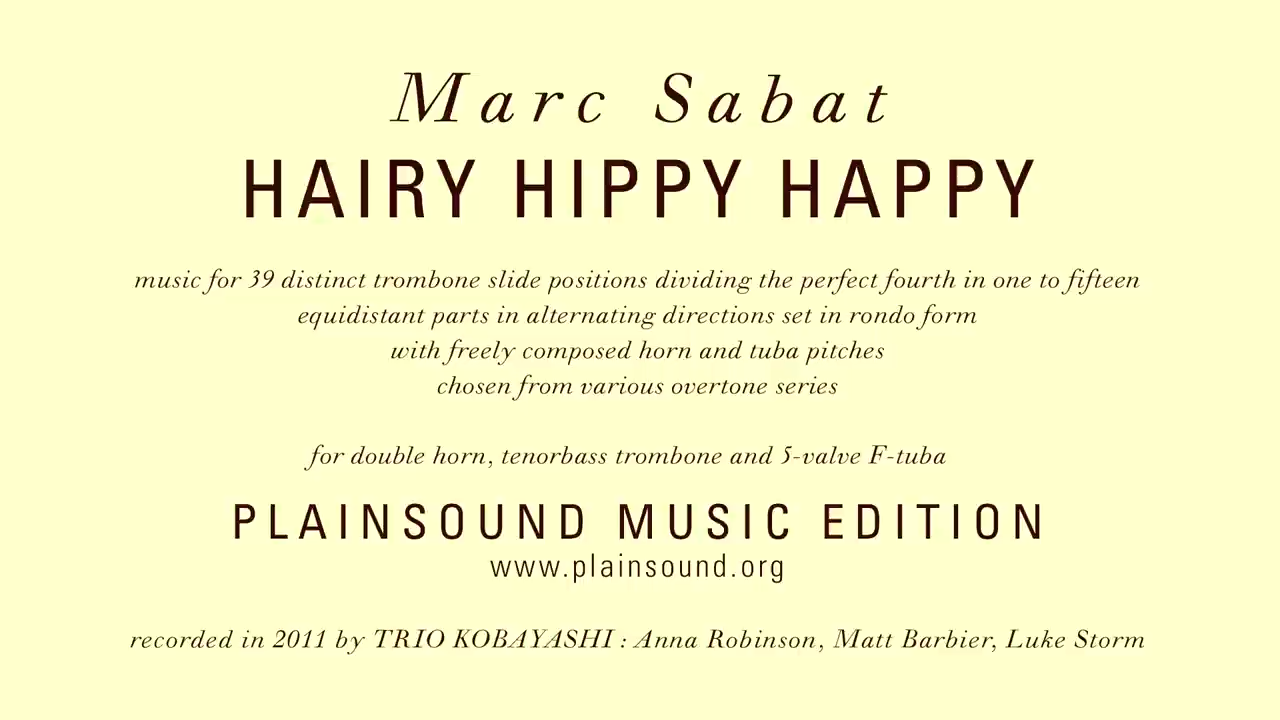 Marc Sabat
HAIRY HIPPY HAPPY
music for 39 distinct trombone slide positions dividing the perfect fourth in one to fifteen
equidistant parts in alternating directions set in rondo form
with freely composed horn and tuba pitches
chosen from various overtone series
for double horn, tenorbass trombone and 5-valve F-tuba
PLAINSOUND MUSIC EDITION
www.plainsound.org
recorded in 2011 by TRIO KOBAYASHI : Anna Robinson, Matt Barbier, Luke Storm